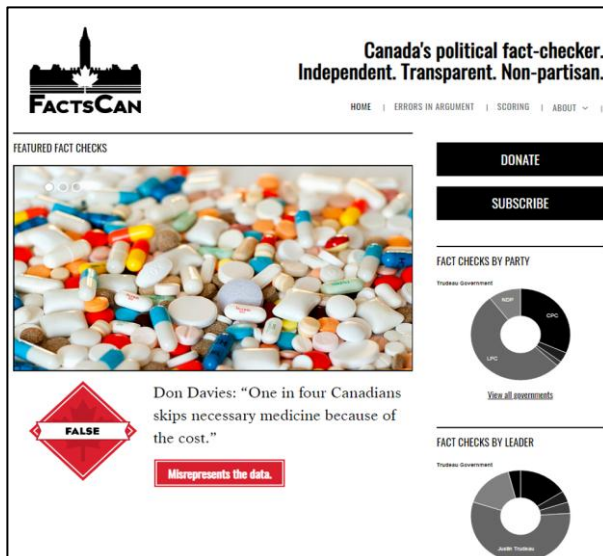 FACTSCAN
Canada's political fact-checker.
Independent. Transparent. Non-partisan.
HOME | ERRORS IN ARGUMENT | SCORING | ABOUT |
FEATURED FACT CHECKS
DONATE
SUBSCRIBE
FACT CHECKS BY PARTY
Trudeau Government
NDP
CPC
LPC
View all governments
Don Davies: “One in four Canadians
skips necessary medicine because of
the cost.”
FALSE
Misrepresents the data.
FACT CHECKS BY LEADER
Trudeau Government
Justin Trudeau